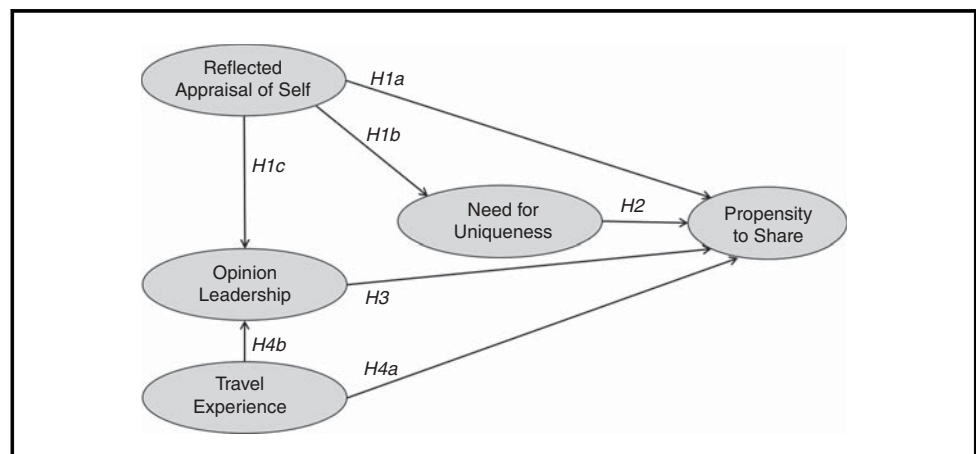 Reflected
Appraisal of Self
H1a
H1b
H1c
Need for
Uniqueness
H2
Propensity
to Share
Opinion
Leadership
H3
H4b
H4a
Travel
Experience